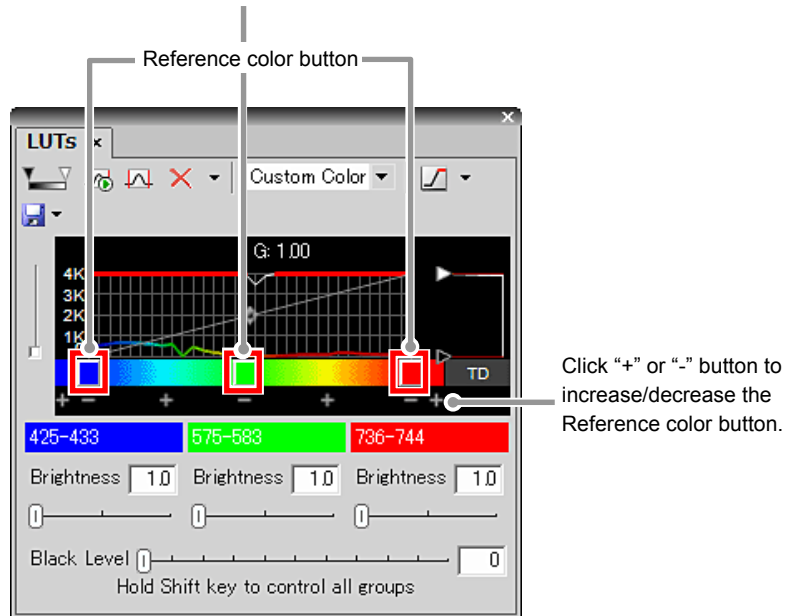 Reference color button
×
LUTs ×
Custom Color
G: 1.00
4K
3K
2K
1K
TD
+ − + − + − +
Click “+” or “-” button to
increase/decrease the
Reference color button.
425-433 575-583 736-744
Brightness 1.0 Brightness 1.0 Brightness 1.0
Black Level 0
Hold Shift key to control all groups